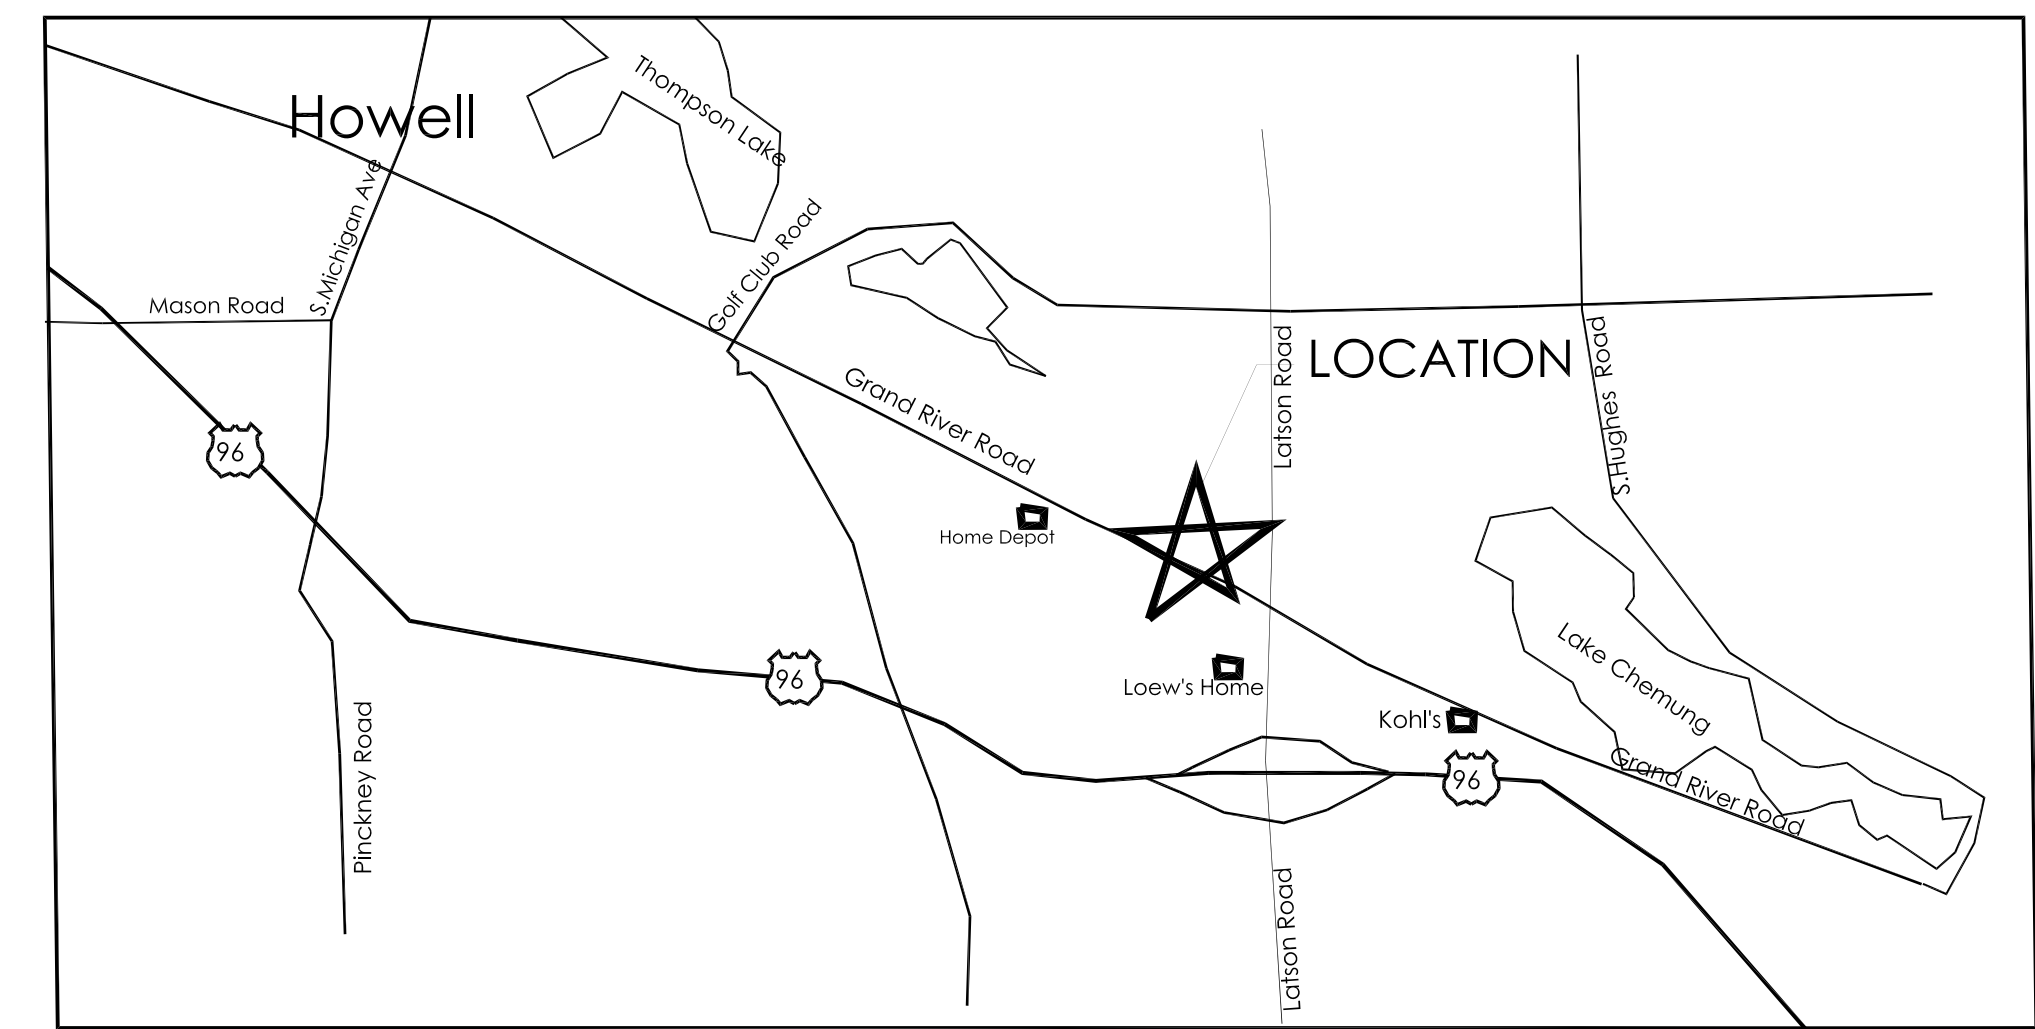 Howell
Thompson Lake
S.Michigan Ave
Golf Club Road
Mason Road
Latson Road
LOCATION
S.Hughes Road
Grand River Road
96
Home Depot
Lake Chemung
96
Loew's Home
Kohl's
Pinckney Road
96
Grand River Road
Latson Road